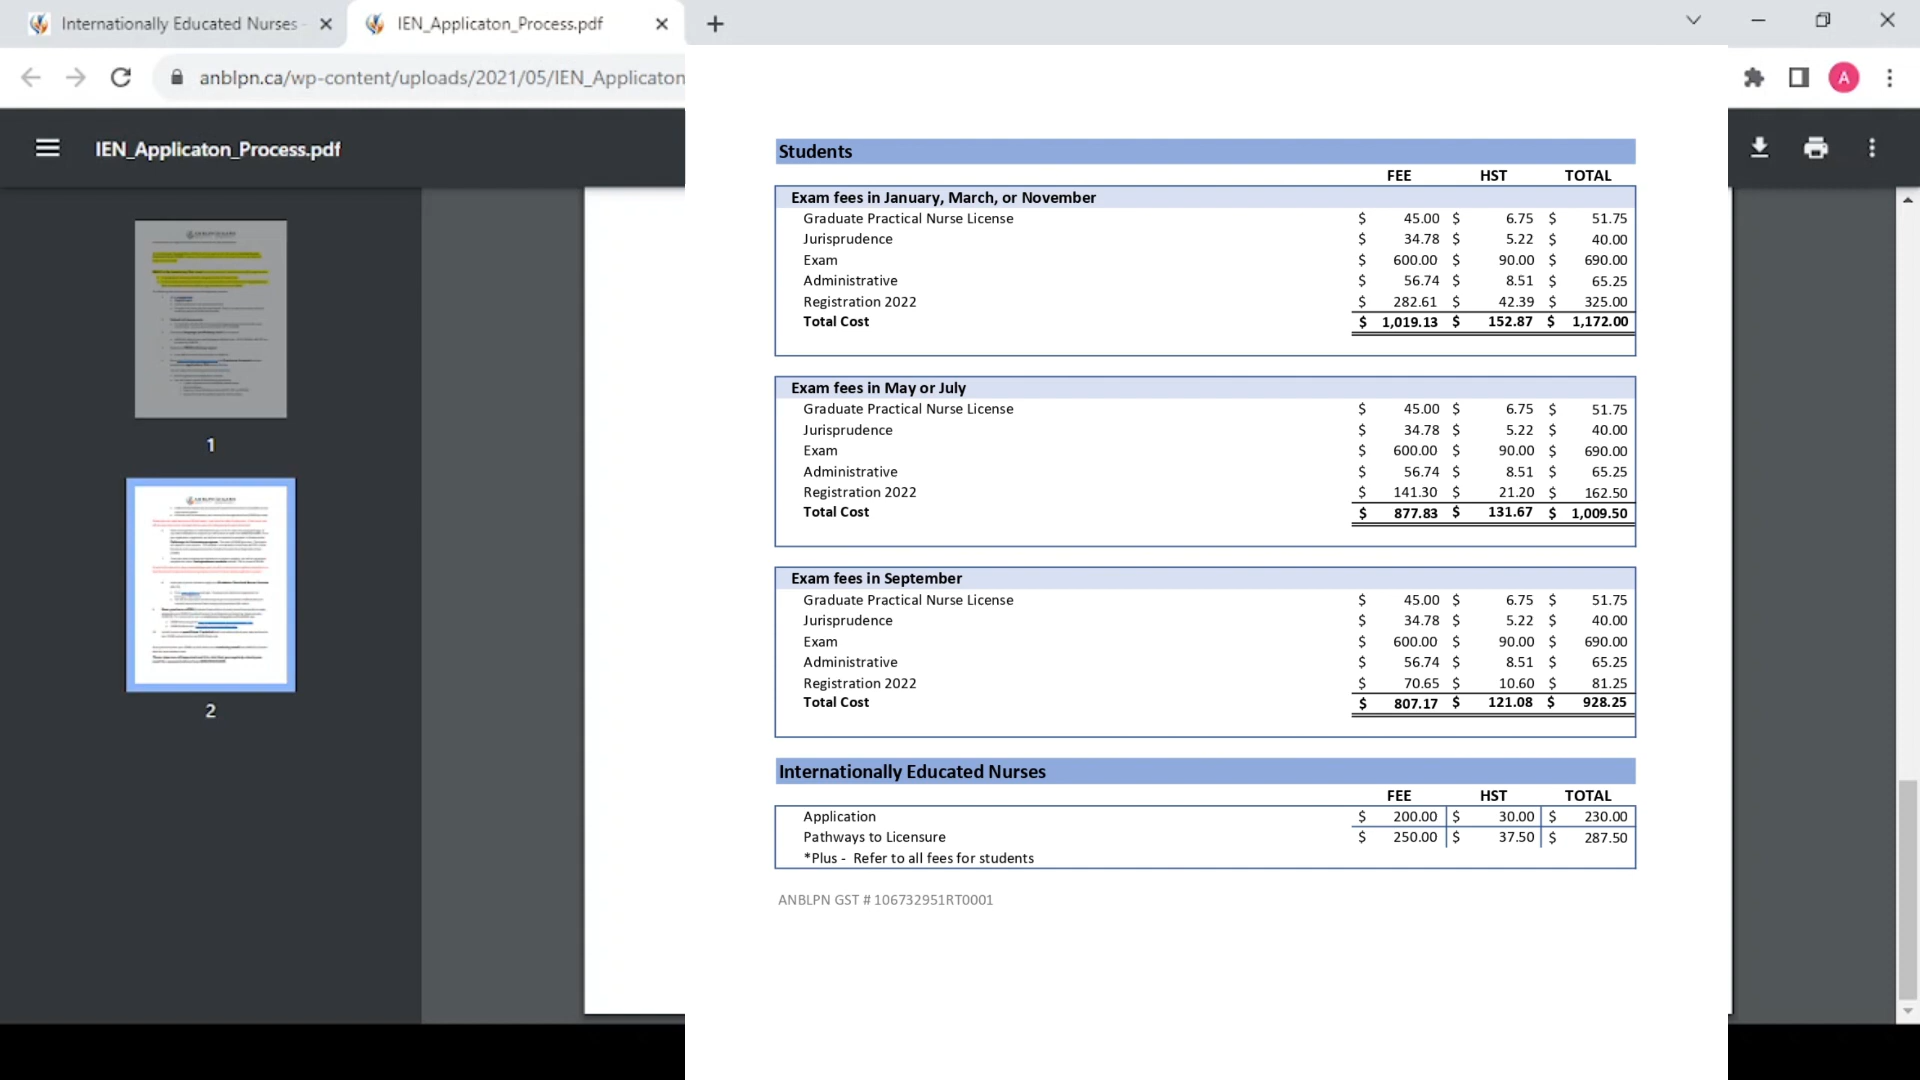 Internationally Educated Nurses -
IEN_Applicaton_Process.pdf
anblpn.ca/wp-content/uploads/2021/05/IEN_Applicaton
A
IEN_Applicaton_Process.pdf
1
2
Students
FEE HST TOTAL
Exam fees in January, March, or November
Graduate Practical Nurse License $ 45.00 $ 6.75 $ 51.75
Jurisprudence $ 34.78 $ 5.22 $ 40.00
Exam $ 600.00 $ 90.00 $ 690.00
Administrative $ 56.74 $ 8.51 $ 65.25
Registration 2022 $ 282.61 $ 42.39 $ 325.00
Total Cost $ 1,019.13 $ 152.87 $ 1,172.00
Exam fees in May or July
Graduate Practical Nurse License $ 45.00 $ 6.75 $ 51.75
Jurisprudence $ 34.78 $ 5.22 $ 40.00
Exam $ 600.00 $ 90.00 $ 690.00
Administrative $ 56.74 $ 8.51 $ 65.25
Registration 2022 $ 141.30 $ 21.20 $ 162.50
Total Cost $ 877.83 $ 131.67 $ 1,009.50
Exam fees in September
Graduate Practical Nurse License $ 45.00 $ 6.75 $ 51.75
Jurisprudence $ 34.78 $ 5.22 $ 40.00
Exam $ 600.00 $ 90.00 $ 690.00
Administrative $ 56.74 $ 8.51 $ 65.25
Registration 2022 $ 70.65 $ 10.60 $ 81.25
Total Cost $ 807.17 $ 121.08 $ 928.25
Internationally Educated Nurses
FEE HST TOTAL
Application $ 200.00 $ 30.00 $ 230.00
Pathways to Licensure $ 250.00 $ 37.50 $ 287.50
*Plus - Refer to all fees for students
ANBLPN GST # 106732951RT0001